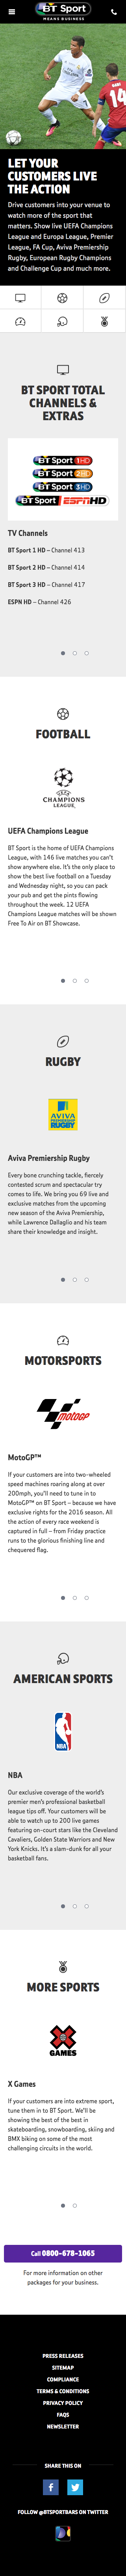 BT Sport
MEANS BUSINESS
LET YOUR
CUSTOMERS LIVE
THE ACTION
Drive customers into your venue to
watch more of the sport that
matters. Show live UEFA Champions
League and Europa League, Premier
League, FA Cup, Aviva Premiership
Rugby, European Rugby Champions
and Challenge Cup and much more.
BT SPORT TOTAL
CHANNELS &
EXTRAS
BT Sport 1HD
BT Sport 2HD
BT Sport 3HD
BT Sport ESPN HD
TV Channels
BT Sport 1 HD – Channel 413
BT Sport 2 HD – Channel 414
BT Sport 3 HD – Channel 417
ESPN HD – Channel 426
FOOTBALL
CHAMPIONS
LEAGUE
UEFA Champions League
BT Sport is the home of UEFA Champions
League, with 146 live matches you can't
show anywhere else. It's the only place to
show the best live football on a Tuesday
and Wednesday night, so you can pack
your pub and get the pints flowing
throughout the week. 12 UEFA
Champions League matches will be shown
Free To Air on BT Showcase.
RUGBY
AVIVA
PREMIERSHIP
RUGBY
Aviva Premiership Rugby
Every bone crunching tackle, fiercely
contested scrum and spectacular try
comes to life. We bring you 69 live and
exclusive matches from the upcoming
new season of the Aviva Premiership,
while Lawrence Dallaglio and his team
share their knowledge and insight.
MOTORSPORTS
MotoGP
MotoGP™
If your customers are into two-wheeled
machines roaring along at over
200mph, you'll need to tune in to
MotoGP™ on BT Sport – because we have
exclusive rights for the 2016 season. All
the action of every race weekend is
captured in full – from Friday practice
rules to the glorious finishing line and
chequered flag.
AMERICAN SPORTS
NBA
NBA
Our exclusive coverage of the world's
premier men's professional basketball
league tips off. Your customers will be
able to watch up to 200 live games
featuring on-court stars like the Cleveland
Cavaliers, Golden State Warriors and New
York Knicks. It's a slam-dunk for all your
basketball fans.
MORE SPORTS
GAMES
X Games
If your customers are into extreme sport,
tune them in to BT Sport. We'll be
showing the best of the best in
skateboarding, snowboarding, skiing and
BMX biking on some of the most
challenging circuits in the world.
Call 0800-678-1065
For more information on other
packages for your business.
PRESS RELEASES
SITEMAP
COMPLIANCE
TERMS & CONDITIONS
PRIVACY POLICY
FAQS
NEWSLETTER
SHARE THIS ON
FOLLOW @BTSPORTBARS ON TWITTER